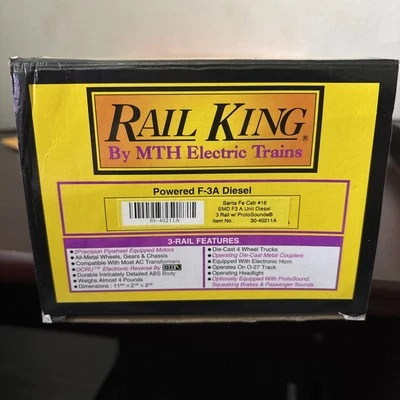 RAIL KING®
By MTH Electric Trains
Powered F-3A Diesel
30-40211A
Santa Fe Cab #16
EMD F3 A Unit Diesel
3 Rail w/ ProtoSounds®
Item No. 30-40211A
3-RAIL FEATURES
● 2Precision Flywheel Equipped Motors
● All-Metal Wheels, Gears & Chassis
● Compatible With Most AC Transformers
● DCRU™ Electronic Reverse By
● Durable Intricately Detailed ABS Body
● Weighs Almost 4 Pounds
● Dimensions :
● Die-Cast 4 Wheel Trucks
● Operating Die-Cast Metal Couplers
● Equipped With Electronic Horn
● Operates On O-27 Track
● Operating Headlight
● Optionally Equipped With ProtoSound,
Squeaking Brakes & Passenger Sounds